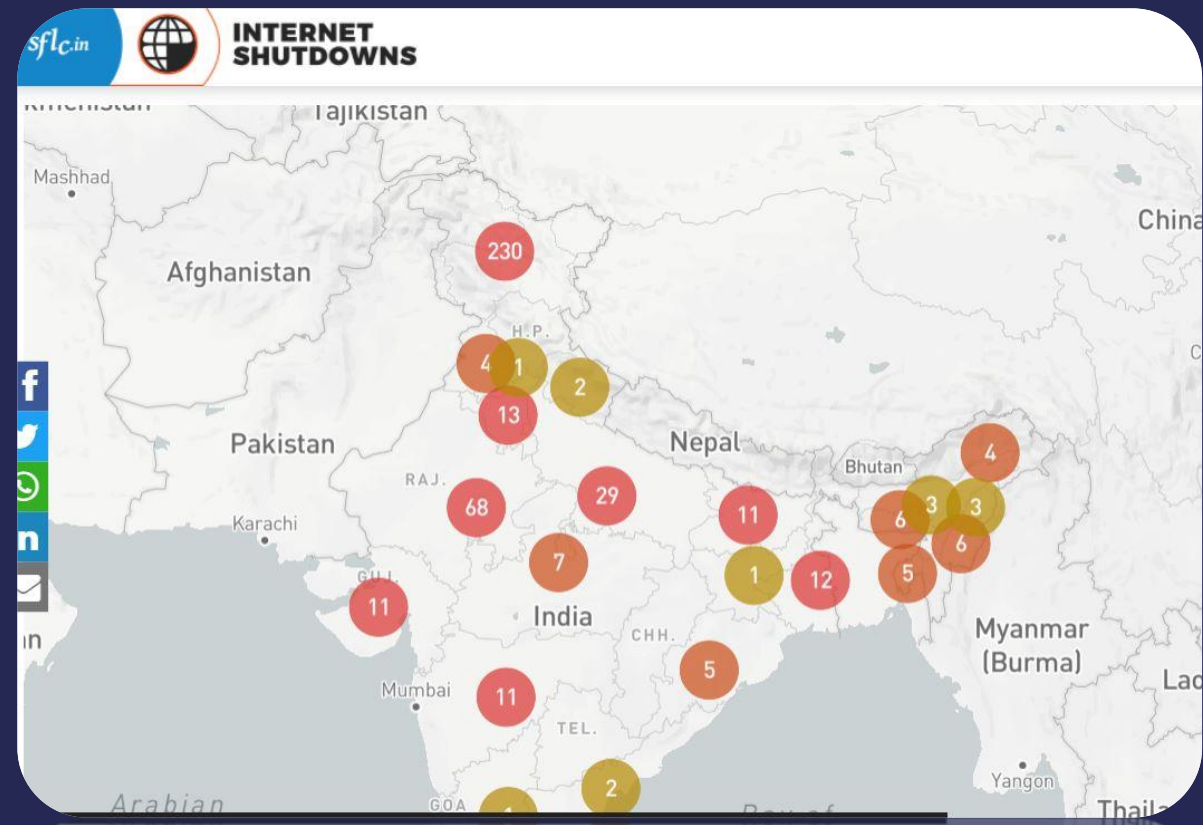 sflc.in
INTERNET
SHUTDOWNS
Tajikistan
Mashhad
China
230
Afghanistan
H.P.
4
1
2
13
Pakistan
Nepal
Bhutan
4
RAJ.
68
29
11
3
3
6
6
Karachi
7
1
12
5
GUJ.
11
India
CHH.
Myanmar
(Burma)
5
Mumbai
11
TEL.
Yangon
2
GOA
Arabian